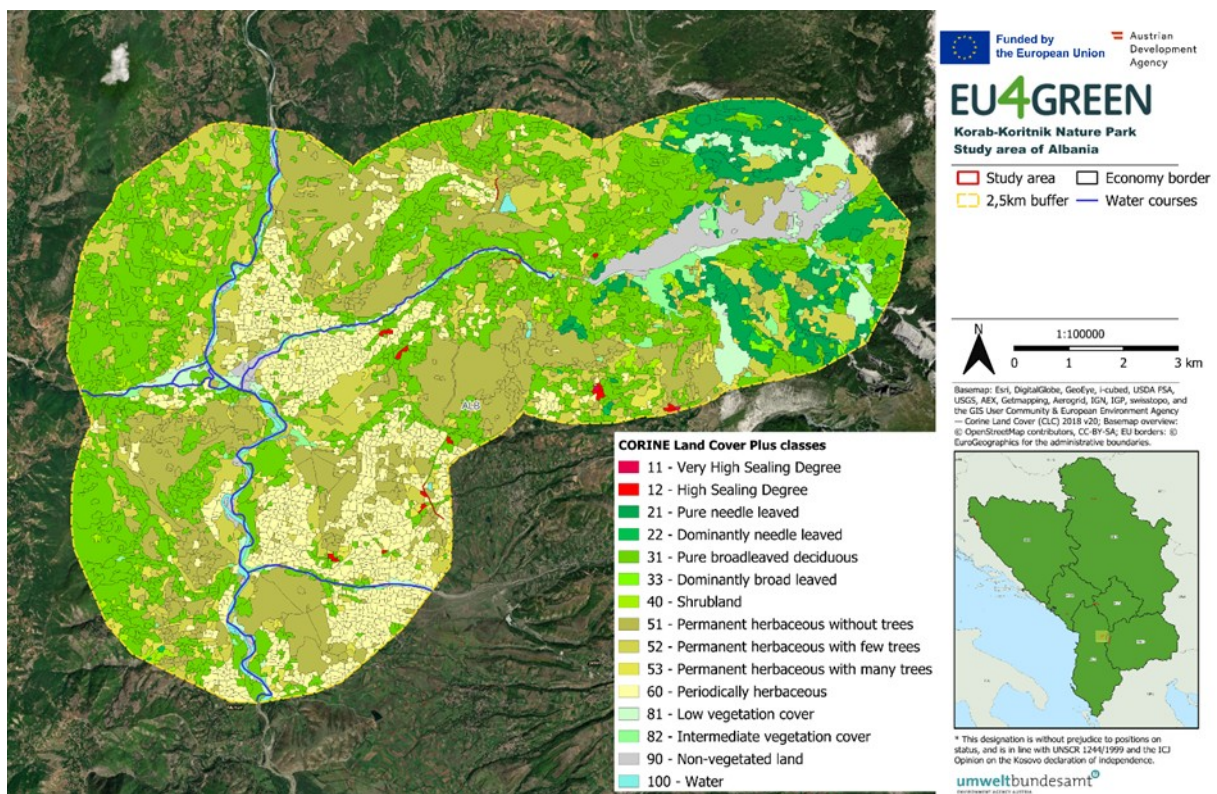 Funded by
the European Union
Austrian
Development
Agency
EU4GREEN
Korab-Koritnik Nature Park
Study area of Albania
Study area
Economy border
2,5km buffer
Water courses
N
1:100000
0 1 2 3 km
Basemap: Esri, DigitalGlobe, GeoEye, i-cubed, USDA FSA,
USGS, AEX, Getmapping, Aerogrid, IGN, IGP, swisstopo, and
the GIS User Community & European Environment Agency
— Corine Land Cover (CLC) 2018 v20; Basemap overview:
© OpenStreetMap contributors, CC-BY-SA; EU borders: ©
EuroGeographics for the administrative boundaries.
ALB
CORINE Land Cover Plus classes
11 - Very High Sealing Degree
12 - High Sealing Degree
21 - Pure needle leaved
22 - Dominantly needle leaved
31 - Pure broadleaved deciduous
33 - Dominantly broad leaved
40 - Shrubland
51 - Permanent herbaceous without trees
52 - Permanent herbaceous with few trees
53 - Permanent herbaceous with many trees
60 - Periodically herbaceous
81 - Low vegetation cover
82 - Intermediate vegetation cover
90 - Non-vegetated land
100 - Water
* This designation is without prejudice to positions on
status, and is in line with UNSCR 1244/1999 and the ICJ
Opinion on the Kosovo declaration of independence.
umweltbundesamt
ENVIRONMENT AGENCY AUSTRIA